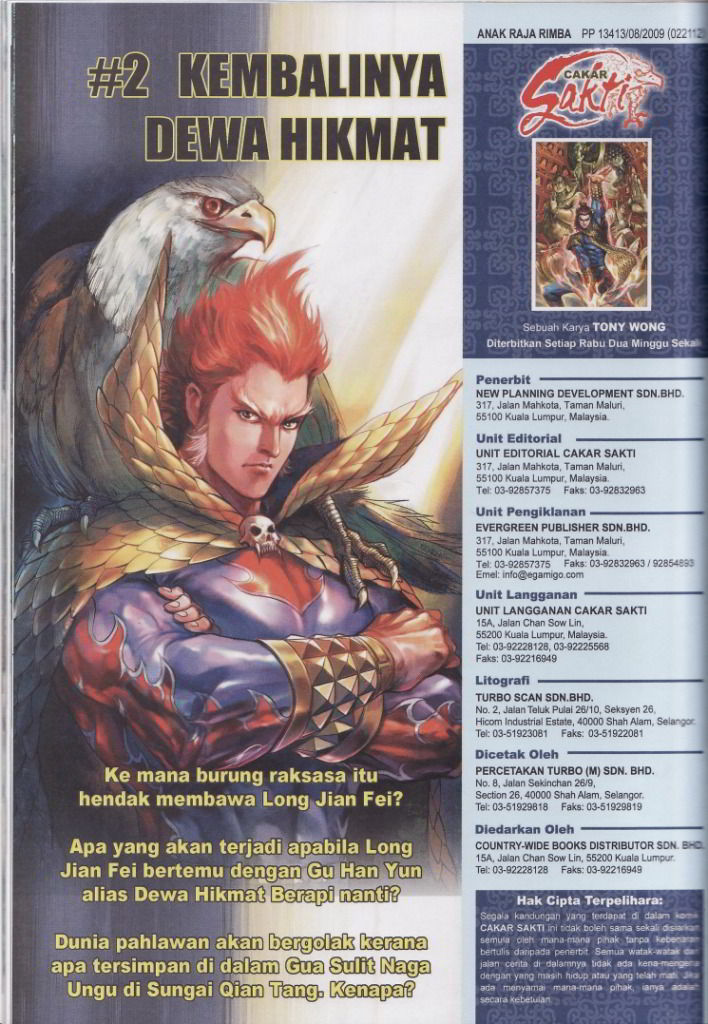 #2 KEMBALINYA
DEWA HIKMAT
Ke mana burung raksasa itu
hendak membawa Long Jian Fei?
Apa yang akan terjadi apabila Long
Jian Fei bertemu dengan Gu Han Yun
alias Dewa Hikmat Berapi nanti?
Dunia pahlawan akan bergolak kerana
apa tersimpan di dalam Gua Sulit Naga
Ungu di Sungai Qian Tang. Kenapa?
ANAK RAJA RIMBA PP 13413/08/2009 (022112)
CAKAR
Sakti
Sebuah Karya TONY WONG
Diterbitkan Setiap Rabu Dua Minggu Sekali
Penerbit
NEW PLANNING DEVELOPMENT SDN.BHD.
317, Jalan Mahkota, Taman Maluri,
55100 Kuala Lumpur, Malaysia.
Unit Editorial
UNIT EDITORIAL CAKAR SAKTI
317, Jalan Mahkota, Taman Maluri,
55100 Kuala Lumpur, Malaysia.
Tel: 03-92857375 Faks: 03-92832963
Unit Pengiklanan
EVERGREEN PUBLISHER SDN.BHD.
317, Jalan Mahkota, Taman Maluri,
55100 Kuala Lumpur, Malaysia.
Tel: 03-92857375 Faks: 03-92832963 / 92854893
Emel: info@egamigo.com
Unit Langganan
UNIT LANGGANAN CAKAR SAKTI
15A, Jalan Chan Sow Lin,
55200 Kuala Lumpur, Malaysia.
Tel: 03-92228128, 03-92225568
Faks: 03-92216949
Litografi
TURBO SCAN SDN.BHD.
No. 2, Jalan Teluk Pulai 26/10, Seksyen 26,
Hicom Industrial Estate, 40000 Shah Alam, Selangor.
Tel: 03-51923081 Faks: 03-51922081
Dicetak Oleh
PERCETAKAN TURBO (M) SDN. BHD.
No. 8, Jalan Sekinchan 26/9,
Section 26, 40000 Shah Alam, Selangor.
Tel: 03-51929818 Faks: 03-51929819
Diedarkan Oleh
COUNTRY-WIDE BOOKS DISTRIBUTOR SDN. BHD.
15A, Jalan Chan Sow Lin, 55200 Kuala Lumpur.
Tel: 03-92228128 Faks: 03-92216949
Hak Cipta Terpelihara:
Segala kandungan yang terdapat di dalam komik
CAKAR SAKTI ini tidak boleh sama sekali disiarkan
semula oleh mana-mana pihak tanpa kebenaran
bertulis daripada penerbit. Semua watak-watak dan
jalan cerita di dalamnya tidak ada kena-mengena
dengan yang masih hidup atau yang telah mati. Jika
ada menyamai mana-mana pihak, ianya adalah
secara kebetulan.